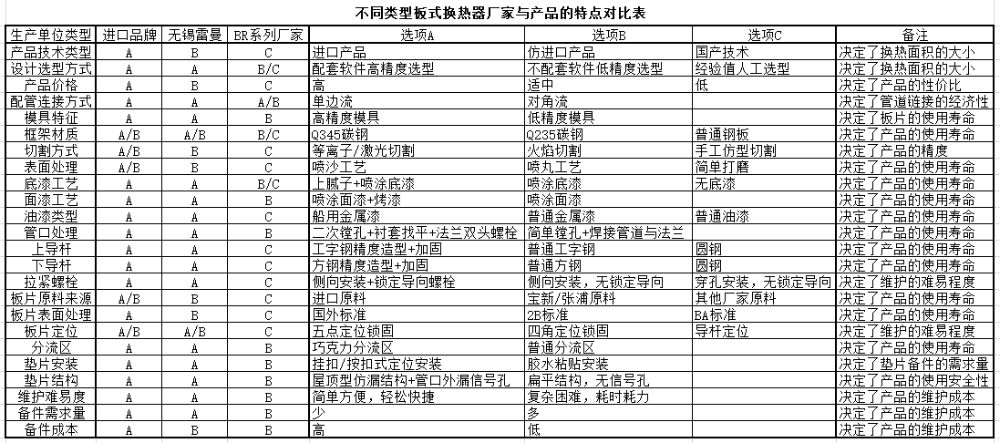 不同类型板式换热器厂家与产品的特点对比表
生产单位类型 进口品牌 无锡雷曼 BR系列厂家 选项A 选项B 选项C 备注
产品技术类型 A B C 进口产品 仿进口产品 国产技术 决定了换热面积的大小
设计选型方式 A A B/C 配套软件高精度选型 不配套软件低精度选型 经验值人工选型 决定了换热面积的大小
产品价格 A B C 高 适中 低 决定了产品的性价比
配管连接方式 A A A/B 单边流 对角流 决定了管道链接的经济性
模具特征 A A B 高精度模具 低精度模具 决定了板片的使用寿命
框架材质 A/B A/B B/C Q345碳钢 Q235碳钢 普通钢板 决定了产品的使用寿命
切割方式 A/B B C 等离子/激光切割 火焰切割 手工仿型切割 决定了产品的精度
表面处理 A/B B C 喷沙工艺 喷丸工艺 简单打磨 决定了产品的使用寿命
底漆工艺 A A B/C 上腻子+喷涂底漆 喷涂底漆 无底漆 决定了产品的使用寿命
面漆工艺 A A B 喷涂面漆+烤漆 喷涂面漆 决定了产品的使用寿命
油漆类型 A A C 船用金属漆 普通金属漆 普通油漆 决定了产品的使用寿命
管口处理 A A B 二次镗孔+衬套找平+法兰双头螺栓 简单镗孔+焊接管道与法兰 决定了产品的使用寿命
上导杆 A A C 工字钢精度造型+加固 普通工字钢 圆钢 决定了产品的使用寿命
下导杆 A A C 方钢精度造型+加固 普通方钢 圆钢 决定了产品的使用寿命
拉紧螺栓 A A C 侧向安装+锁定导向螺栓 侧向安装，无锁定导向 穿孔安装，无锁定导向 决定了维护的难易程度
板片原料来源 A/B B C 进口原料 宝新/张浦原料 其他厂家原料 决定了产品的使用寿命
板片表面处理 A B C 国外标准 2B标准 BA标准 决定了产品的使用寿命
板片定位 A/B A/B C 五点定位锁固 四角定位锁固 导杆定位 决定了维护的难易程度
分流区 A A B 巧克力分流区 普通分流区 决定了产品的使用寿命
垫片安装 A A B 挂扣/按扣式定位安装 胶水粘贴安装 决定了垫片备件的需求量
垫片结构 A A B 屋顶型仿漏结构+管口外漏信号孔 扁平结构，无信号孔 决定了产品的使用安全性
维护难易度 A A B 简单方便，轻松快捷 复杂困难，耗时耗力 决定了产品的维护成本
备件需求量 A A B 少 多 决定了产品的维护成本
备件成本 A B B 高 低 决定了产品的维护成本